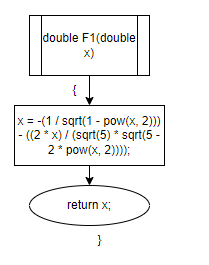 double F1(double
x)
{
x = -(1 / sqrt(1 - pow(x, 2)))
- ((2 * x) / (sqrt(5) * sqrt(5 -
2 * pow(x, 2))));
return x;
}